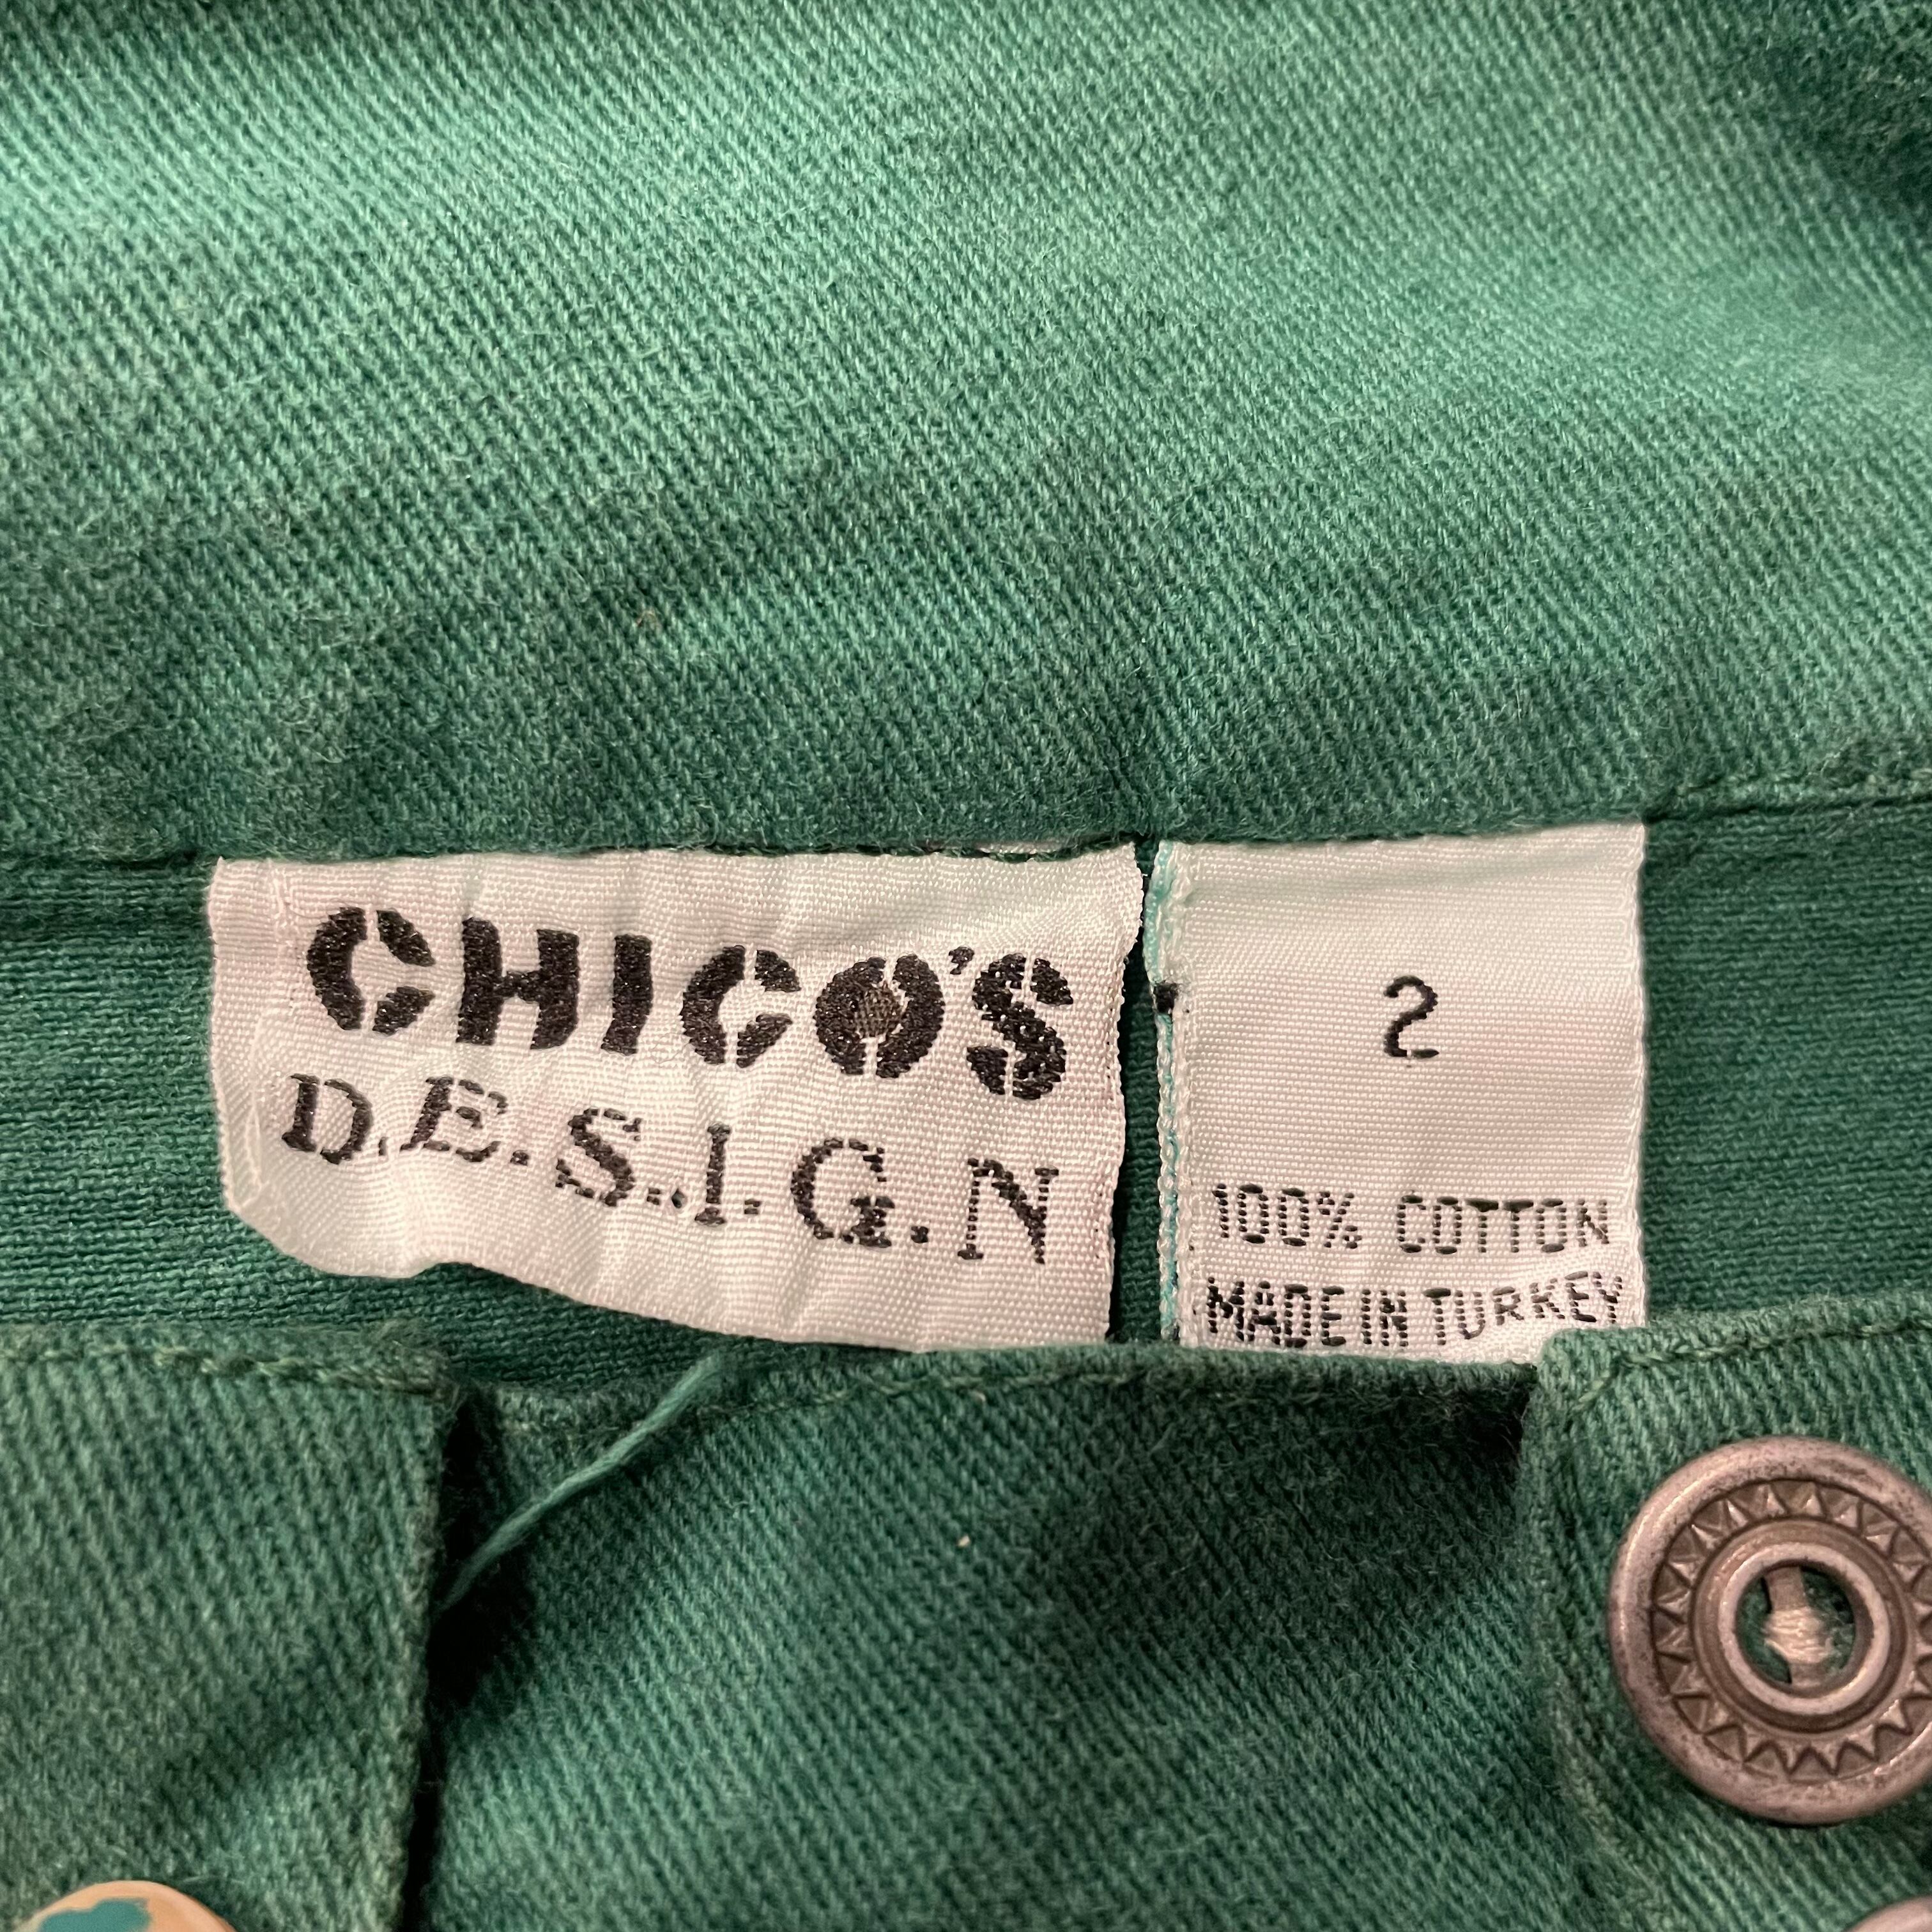 CHICO'S
D.E.S.I.G.N
2
100% COTTON
MADE IN TURKEY